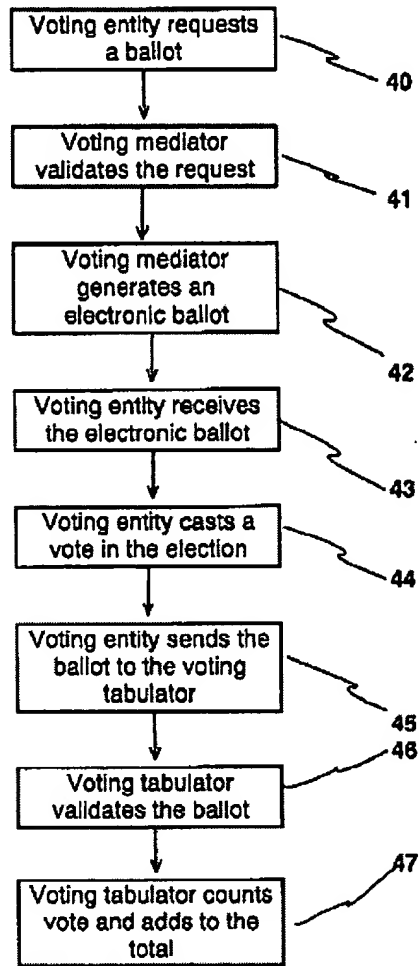 Voting entity requests
a ballot
40
Voting mediator
validates the request
41
Voting mediator
generates an
electronic ballot
42
Voting entity receives
the electronic ballot
43
Voting entity casts a
vote in the election
44
Voting entity sends the
ballot to the voting
tabulator
45
46
Voting tabulator
validates the ballot
47
Voting tabulator counts
vote and adds to the
total